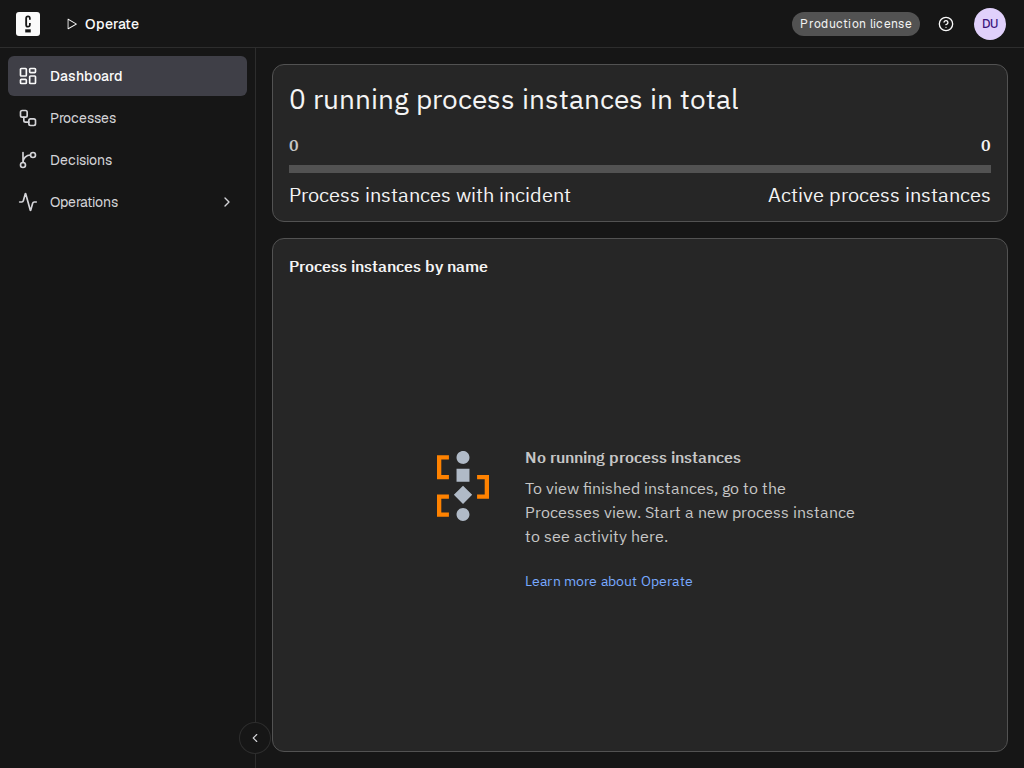 Operate
Production license
DU
Dashboard
Processes
Decisions
Operations
0 running process instances in total
0 0
Process instances with incident Active process instances
Process instances by name
No running process instances
To view finished instances, go to the
Processes view. Start a new process instance
to see activity here.
Learn more about Operate